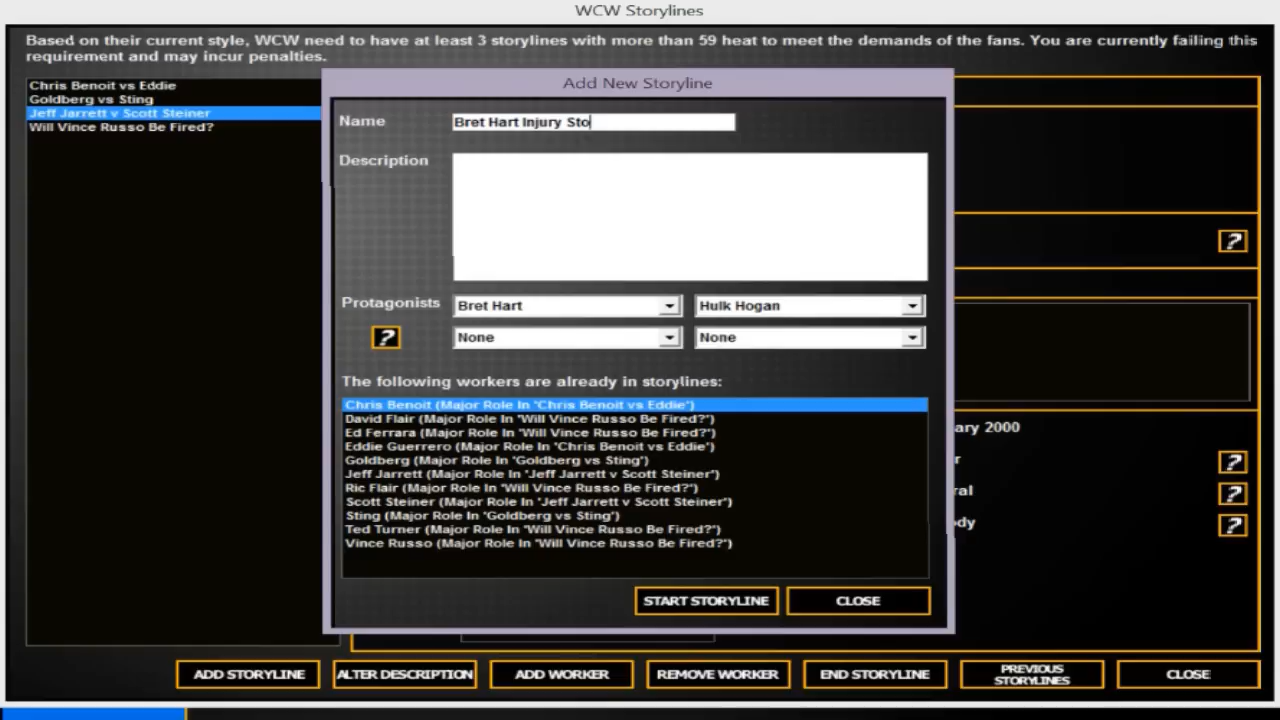 WCW Storylines
Based on their current style, WCW need to have at least 3 storylines with more than 59 heat to meet the demands of the fans. You are currently failing this
requirement and may incur penalties.
Chris Benoit vs Eddie
Goldberg vs Sting
Jeff Jarrett v Scott Steiner
Will Vince Russo Be Fired?
Add New Storyline
Name
Bret Hart Injury Sto
Description
Protagonists
Bret Hart
Hulk Hogan
?
None
None
The following workers are already in storylines:
Chris Benoit (Major Role In 'Chris Benoit vs Eddie')
David Flair (Major Role In 'Will Vince Russo Be Fired?')
Ed Ferrara (Major Role In 'Will Vince Russo Be Fired?')
Eddie Guerrero (Major Role In 'Chris Benoit vs Eddie')
Goldberg (Major Role In 'Goldberg vs Sting')
Jeff Jarrett (Major Role In 'Jeff Jarrett v Scott Steiner')
Ric Flair (Major Role In 'Will Vince Russo Be Fired?')
Scott Steiner (Major Role In 'Jeff Jarrett v Scott Steiner')
Sting (Major Role In 'Goldberg vs Sting')
Ted Turner (Major Role In 'Will Vince Russo Be Fired?')
Vince Russo (Major Role In 'Will Vince Russo Be Fired?')
START STORYLINE
CLOSE
?
ary 2000
r
?
ral
?
dy
?
ADD STORYLINE
ALTER DESCRIPTION
ADD WORKER
REMOVE WORKER
END STORYLINE
PREVIOUS
STORYLINES
CLOSE